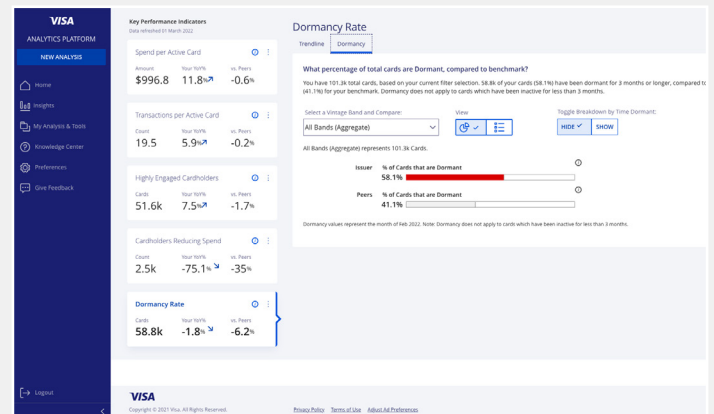 VISA
ANALYTICS PLATFORM
NEW ANALYSIS
Home
Insights
My Analysis & Tools
Knowledge Center
Preferences
Give Feedback
Logout
Key Performance Indicators
Data refreshed 01 March 2022
Spend per Active Card
Amount Your YoY% vs. Peers
$996.8 11.8% -0.6%
Transactions per Active Card
Count Your YoY% vs. Peers
19.5 5.9% -0.2%
Highly Engaged Cardholders
Cards Your YoY% vs. Peers
51.6k 7.5% -1.7%
Cardholders Reducing Spend
Count Your YoY% vs. Peers
2.5k -75.1% -35%
Dormancy Rate
Cards Your YoY% vs. Peers
58.8k -1.8% -6.2%
Dormancy Rate
Trendline Dormancy
What percentage of total cards are Dormant, compared to benchmark?
You have 101.3k total cards, based on your current filter selection. 58.8k of your cards (58.1%) have been dormant for 3 months or longer, compared to
(41.1%) for your benchmark. Dormancy does not apply to cards which have been inactive for less than 3 months.
Select a Vintage Band and Compare: View Toggle Breakdown by Time Dormant:
All Bands (Aggregate) HIDE SHOW
All Bands (Aggregate) represents 101.3k Cards.
Issuer % of Cards that are Dormant
58.1%
Peers % of Cards that are Dormant
41.1%
Dormancy values represent the month of Feb 2022. Note: Dormancy does not apply to cards which have been inactive for less than 3 months.
VISA
Copyright © 2021 Visa. All Rights Reserved. Privacy Policy Terms of Use Adjust Ad Preferences